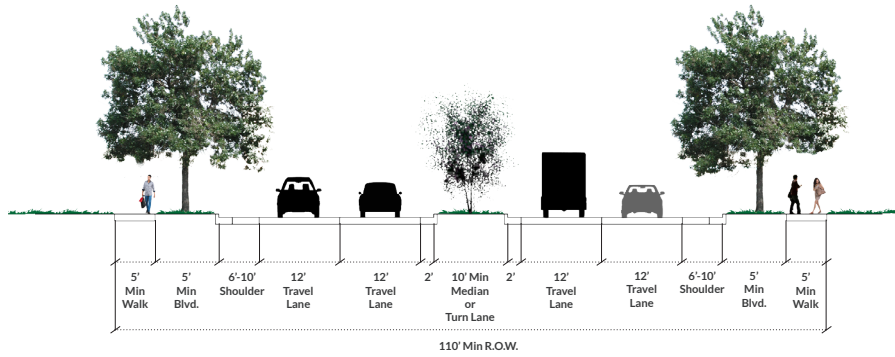 5'
Min
Walk
5'
Min
Blvd.
6'-10'
Shoulder
12'
Travel
Lane
12'
Travel
Lane
2'
10' Min
Median
or
Turn Lane
2'
12'
Travel
Lane
12'
Travel
Lane
6'-10'
Shoulder
5'
Min
Blvd.
5'
Min
Walk
110' Min R.O.W.